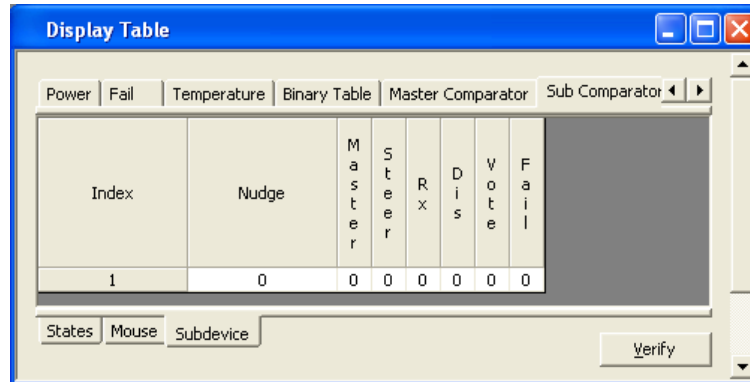 Display Table
Power Fail Temperature Binary Table Master Comparator Sub Comparator
Index Nudge Master Steer Rx Dis Vote Fail
1 0 0 0 0 0 0 0
States Mouse Subdevice
Verify